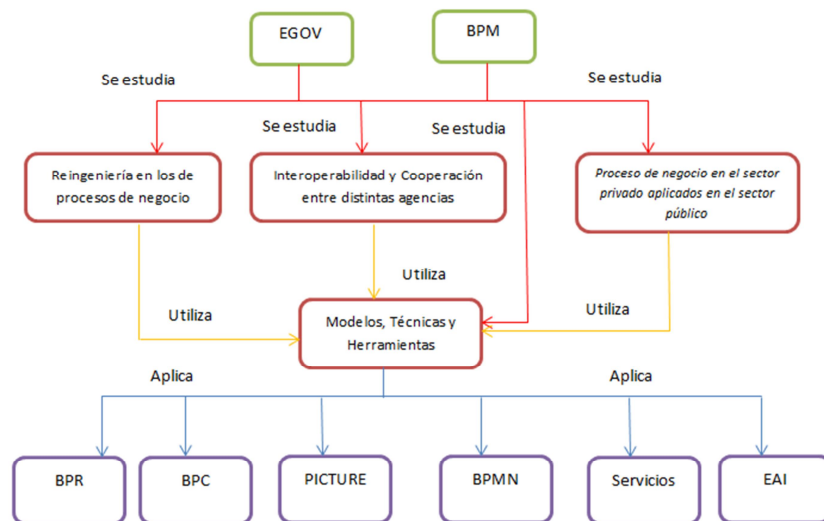 EGOV
BPM
Se estudia
Se estudia
Se estudia
Se estudia
Reingeniería en los de
procesos de negocio
Interoperabilidad y Cooperación
entre distintas agencias
Proceso de negocio en el sector
privado aplicados en el sector
público
Utiliza
Utiliza
Utiliza
Modelos, Técnicas y
Herramientas
Aplica
Aplica
BPR
BPC
PICTURE
BPMN
Servicios
EAI